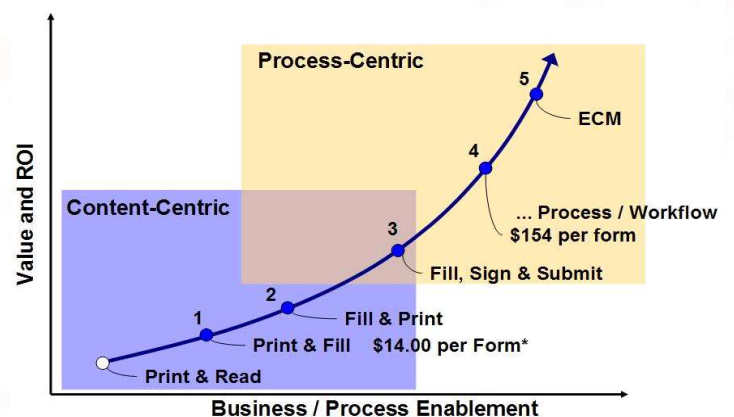 Process-Centric
5
ECM
4
Value and ROI
Content-Centric
... Process / Workflow
$154 per form
3
Fill, Sign & Submit
2
Fill & Print
1
Print & Fill $14.00 per Form*
Print & Read
Business / Process Enablement